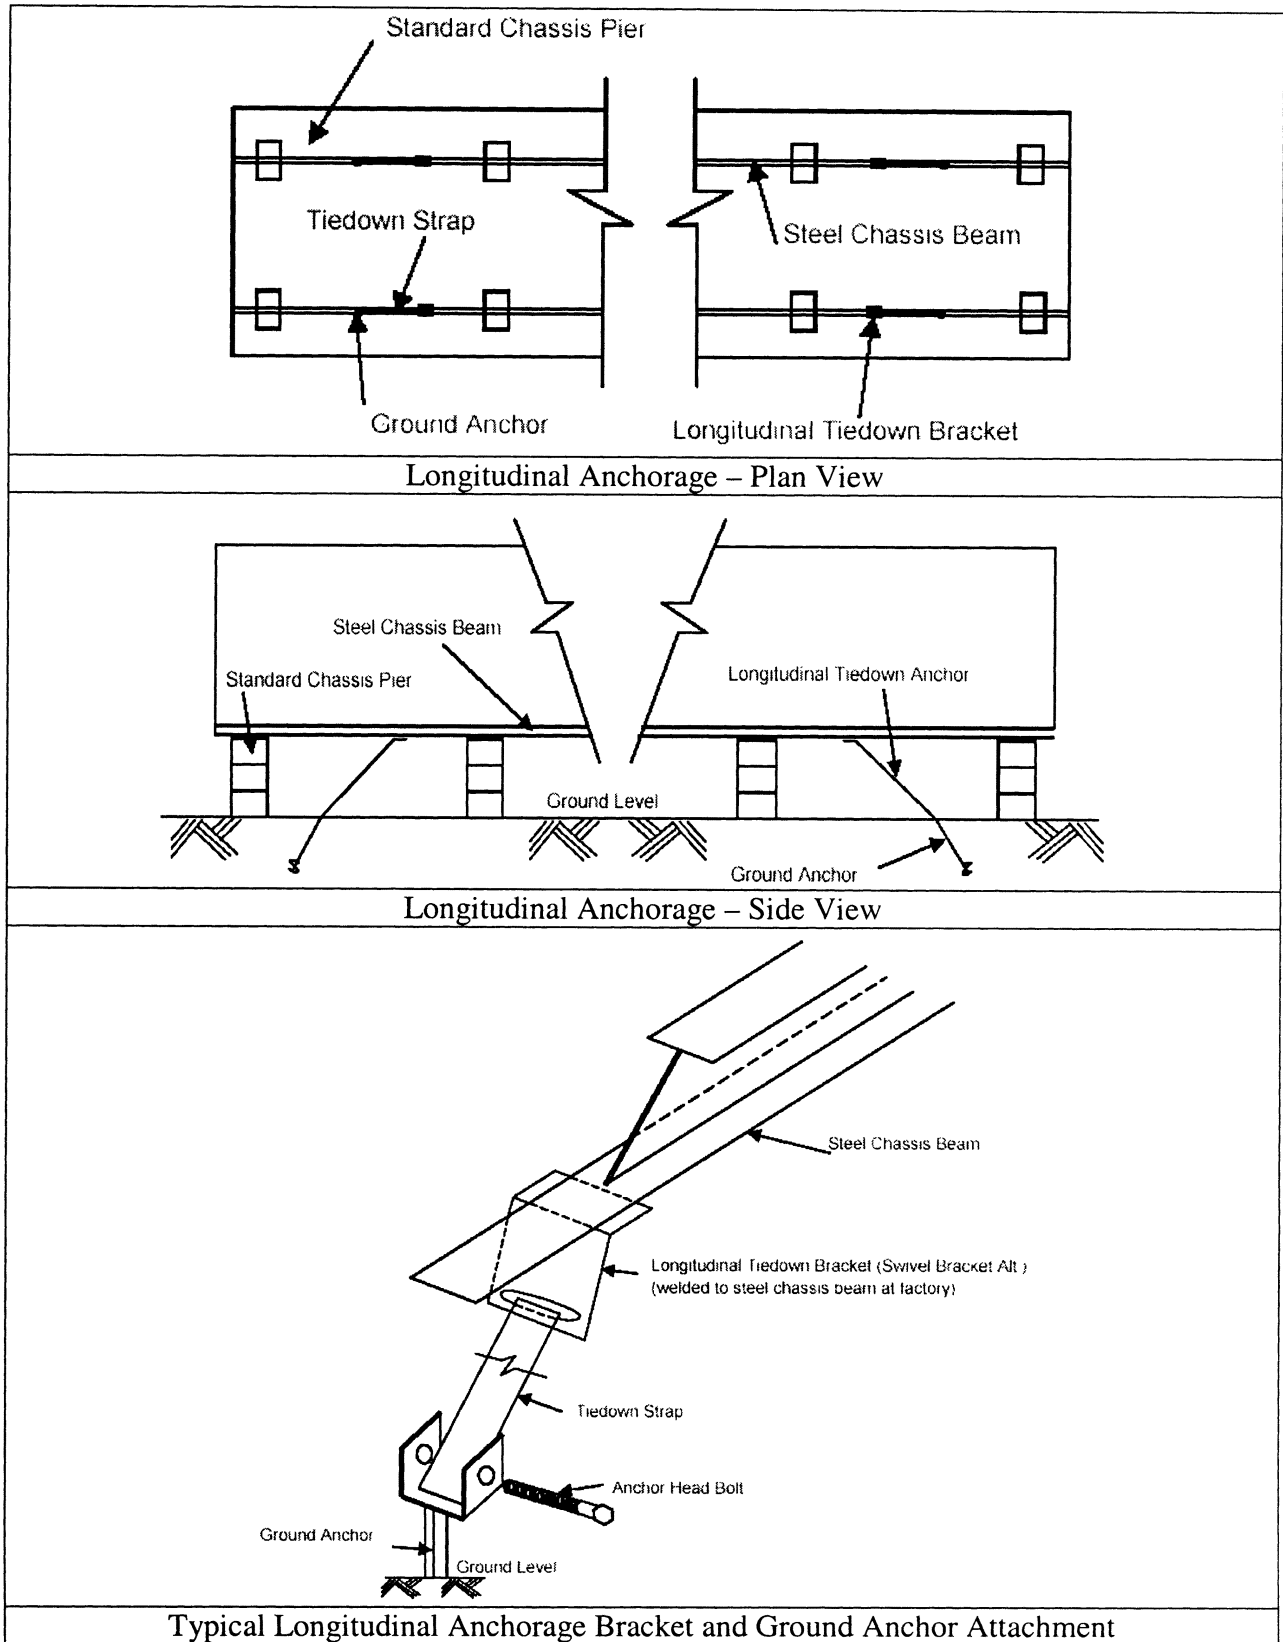 Standard Chassis Pier
Tiedown Strap
Steel Chassis Beam
Ground Anchor
Longitudinal Tiedown Bracket
Longitudinal Anchorage – Plan View
Steel Chassis Beam
Standard Chassis Pier
Longitudinal Tiedown Anchor
Ground Level
Ground Anchor
Longitudinal Anchorage – Side View
Steel Chassis Beam
Longitudinal Tiedown Bracket (Swivel Bracket Alt )
(welded to steel chassis beam at factory)
Tiedown Strap
Anchor Head Bolt
Ground Anchor
Ground Level
Typical Longitudinal Anchorage Bracket and Ground Anchor Attachment